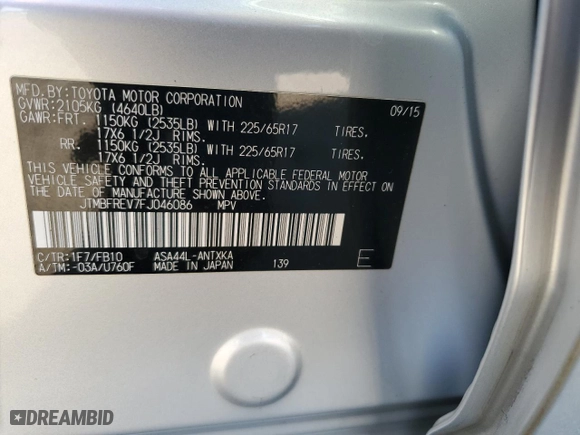 MFD. BY: TOYOTA MOTOR CORPORATION 09/15
GVWR: 2105KG (4640LB)
GAWR: FRT. 1150KG (2535LB) WITH 225/65R17 TIRES.
17X6 1/2J RIMS.
RR. 1150KG (2535LB) WITH 225/65R17 TIRES.
17X6 1/2J RIMS.
THIS VEHICLE CONFORMS TO ALL APPLICABLE FEDERAL MOTOR
VEHICLE SAFETY AND THEFT PREVENTION STANDARDS IN EFFECT ON
THE DATE OF MANUFACTURE SHOWN ABOVE.
JTMBFREV7FJ046086 MPV
C/TR: 1F7/FB10 ASA44L-ANTXKA
A/TM: -03A/U760F MADE IN JAPAN 139 E
DREAMBID